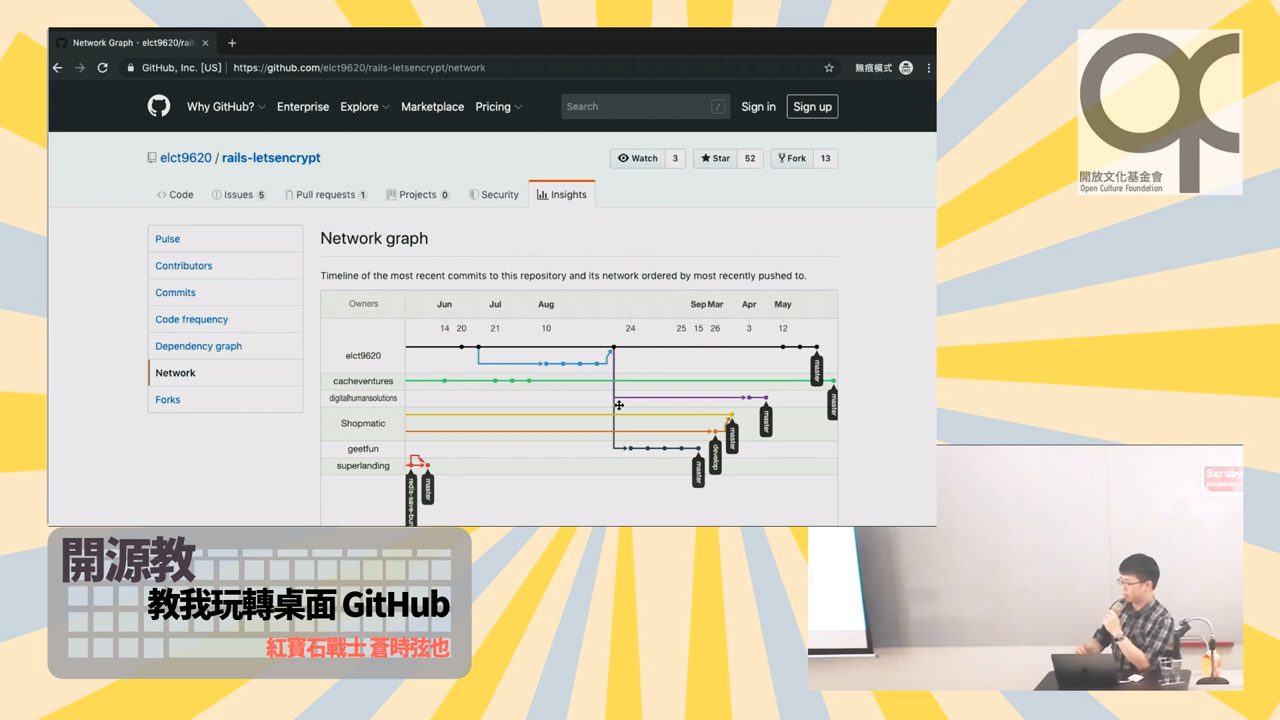 Network Graph · elct9620/rail
GitHub, Inc. [US]
https://github.com/elct9620/rails-letsencrypt/network
無痕模式
Why GitHub?
Enterprise
Explore
Marketplace
Pricing
Search
/
Sign in
Sign up
elct9620 / rails-letsencrypt
Watch 3
Star 52
Fork 13
Code
Issues 5
Pull requests 1
Projects 0
Security
Insights
Pulse
Contributors
Commits
Code frequency
Dependency graph
Network
Forks
Network graph
Timeline of the most recent commits to this repository and its network ordered by most recently pushed to.
Owners
Jun Jul Aug Sep Mar Apr May
14 20 21 10 24 25 15 26 3 12
elct9620
master
cacheventures
master
digitalhumansolutions
master
Shopmatic
master
develop
geetfun
master
superlanding
master
redis-save-bun
開放文化基金會
Open Culture Foundation
5xruby
開源教
教我玩轉桌面 GitHub
紅寶石戰士 蒼時弦也